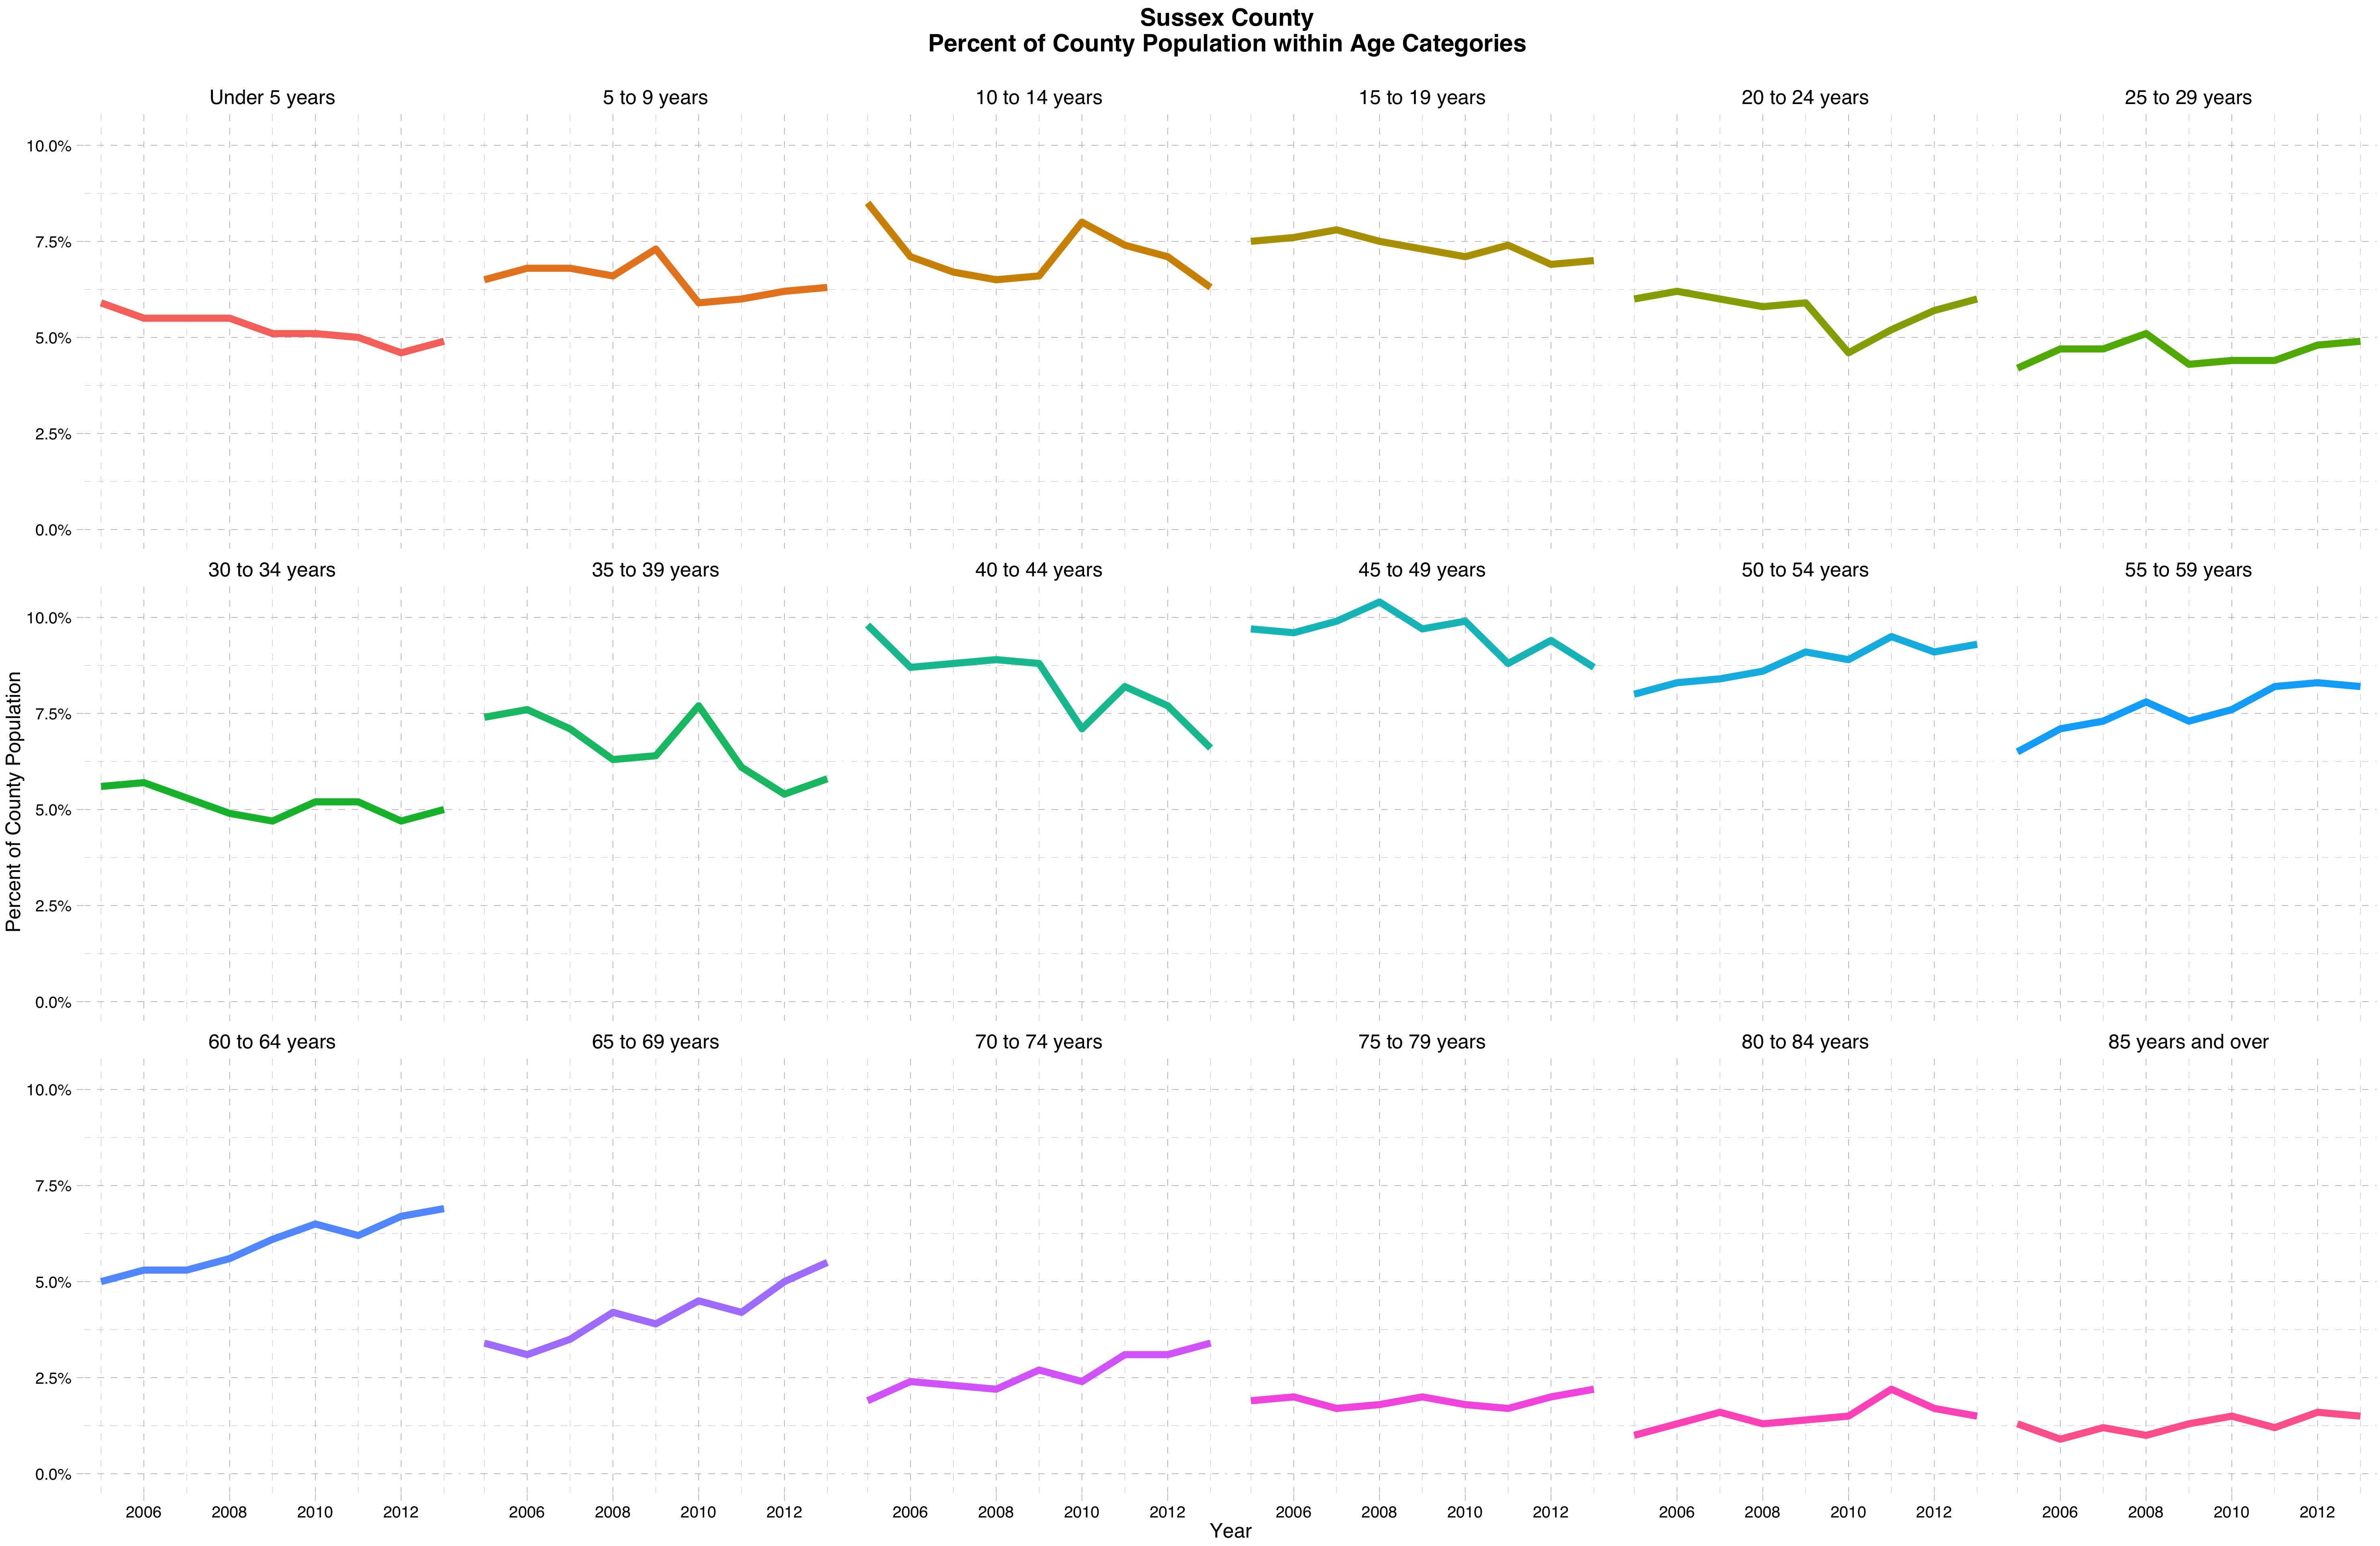 Sussex County
Percent of County Population within Age Categories
Under 5 years 5 to 9 years 10 to 14 years 15 to 19 years 20 to 24 years 25 to 29 years
10.0%
7.5%
5.0%
2.5%
0.0%
30 to 34 years 35 to 39 years 40 to 44 years 45 to 49 years 50 to 54 years 55 to 59 years
10.0%
7.5%
5.0%
2.5%
0.0%
Percent of County Population
60 to 64 years 65 to 69 years 70 to 74 years 75 to 79 years 80 to 84 years 85 years and over
10.0%
7.5%
5.0%
2.5%
0.0%
2006 2008 2010 2012 2006 2008 2010 2012 2006 2008 2010 2012 2006 2008 2010 2012 2006 2008 2010 2012 2006 2008 2010 2012
Year